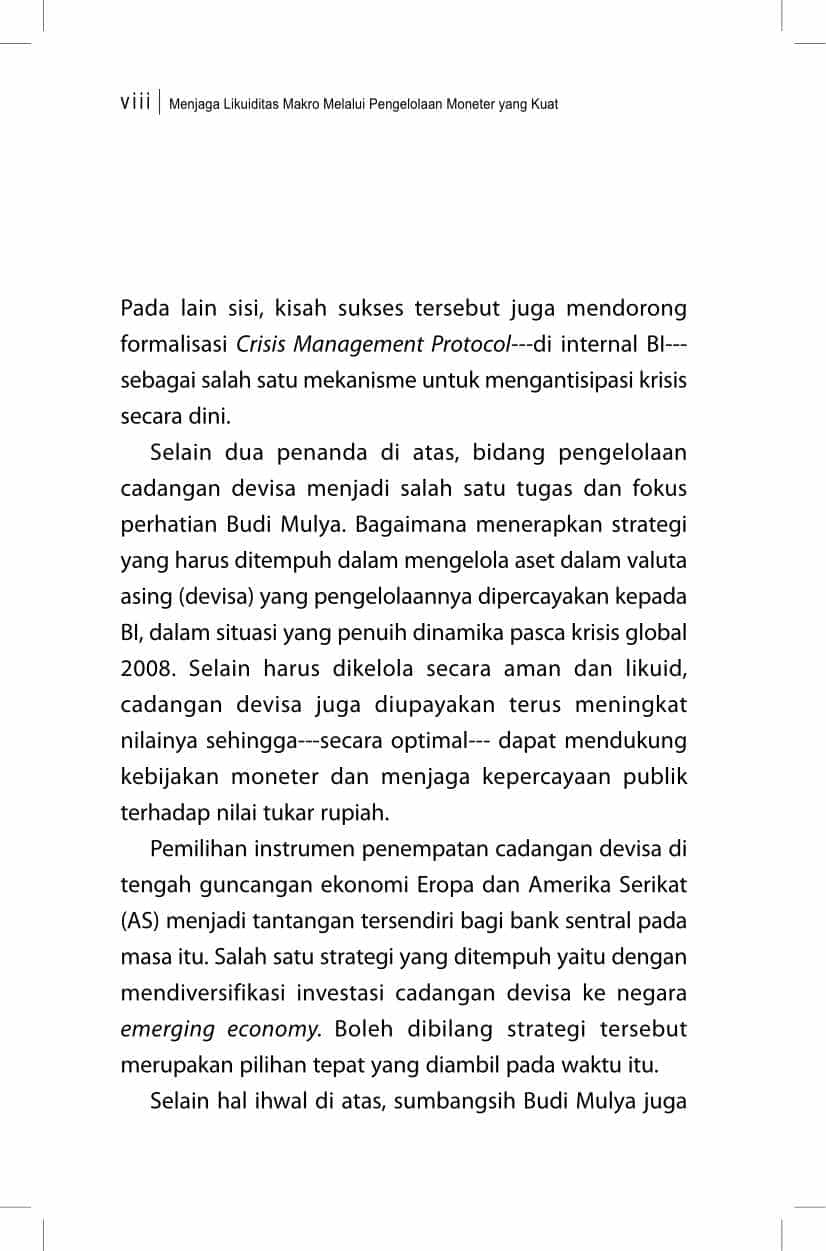 viii | Menjaga Likuiditas Makro Melalui Pengelolaan Moneter yang Kuat
Pada lain sisi, kisah sukses tersebut juga mendorong
formalisasi Crisis Management Protocol---di internal BI---
sebagai salah satu mekanisme untuk mengantisipasi krisis
secara dini.
Selain dua penanda di atas, bidang pengelolaan
cadangan devisa menjadi salah satu tugas dan fokus
perhatian Budi Mulya. Bagaimana menerapkan strategi
yang harus ditempuh dalam mengelola aset dalam valuta
asing (devisa) yang pengelolaannya dipercayakan kepada
BI, dalam situasi yang penuih dinamika pasca krisis global
2008. Selain harus dikelola secara aman dan likuid,
cadangan devisa juga diupayakan terus meningkat
nilainya sehingga---secara optimal--- dapat mendukung
kebijakan moneter dan menjaga kepercayaan publik
terhadap nilai tukar rupiah.
Pemilihan instrumen penempatan cadangan devisa di
tengah guncangan ekonomi Eropa dan Amerika Serikat
(AS) menjadi tantangan tersendiri bagi bank sentral pada
masa itu. Salah satu strategi yang ditempuh yaitu dengan
mendiversifikasi investasi cadangan devisa ke negara
emerging economy. Boleh dibilang strategi tersebut
merupakan pilihan tepat yang diambil pada waktu itu.
Selain hal ihwal di atas, sumbangsih Budi Mulya juga